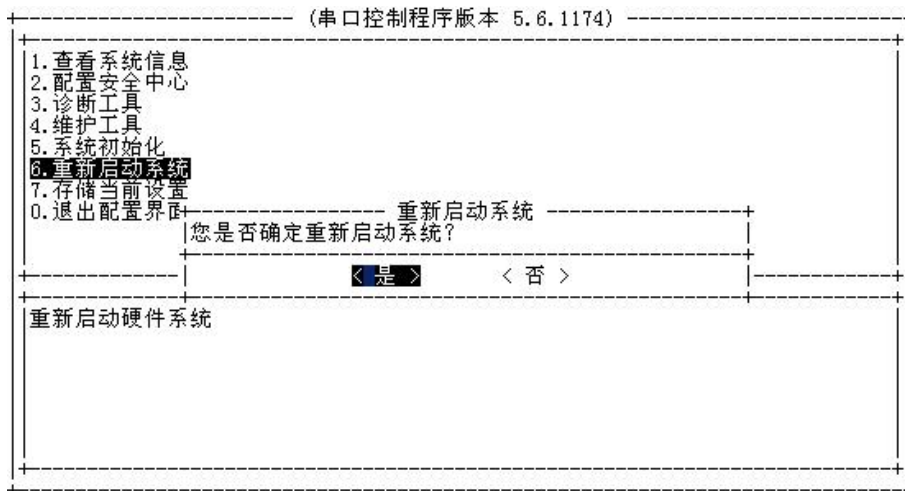 (串口控制程序版本 5.6.1174)
1.查看系统信息
2.配置安全中心
3.诊断工具
4.维护工具
5.系统初始化
6.重新启动系统
7.存储当前设置
0.退出配置界面
重新启动系统
您是否确定重新启动系统?
< 是 > < 否 >
重新启动硬件系统